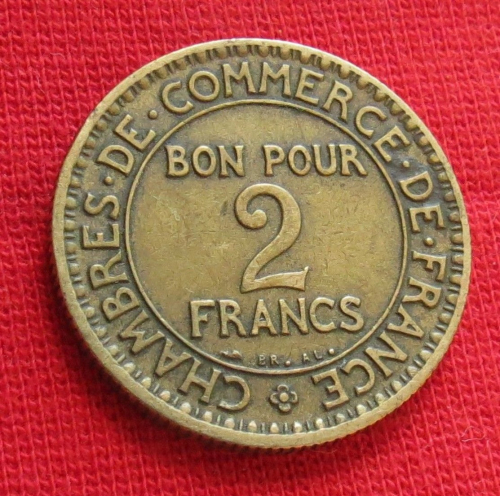 CHAMBRES·DE·COMMERCE·DE·FRANCE
BON POUR
2
FRANCS
BR. AL.